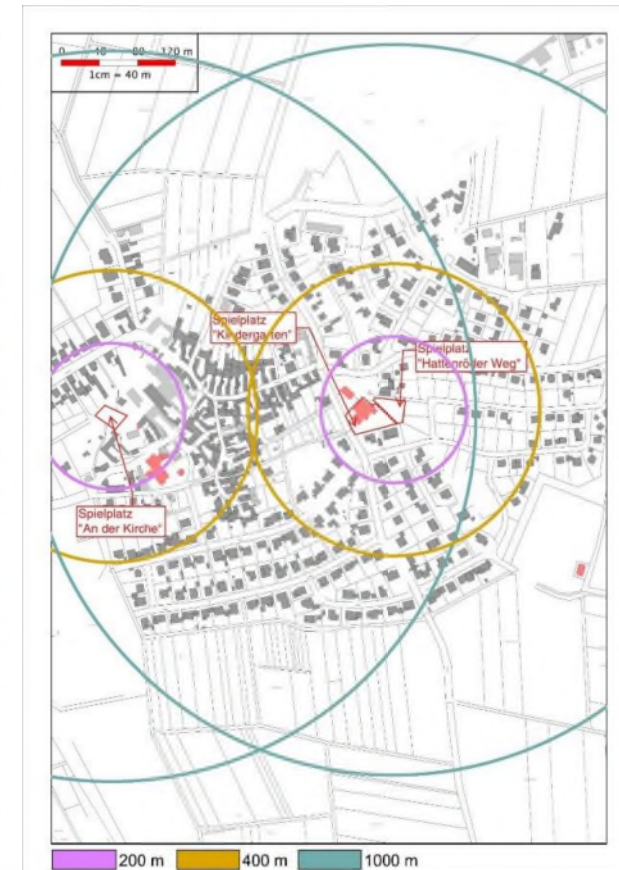 0 40 80 120 m
1cm = 40 m
Spielplatz
"Kindergarten"
Spielplatz
"Hattenröder Weg"
Spielplatz
"An der Kirche"
200 m 400 m 1000 m